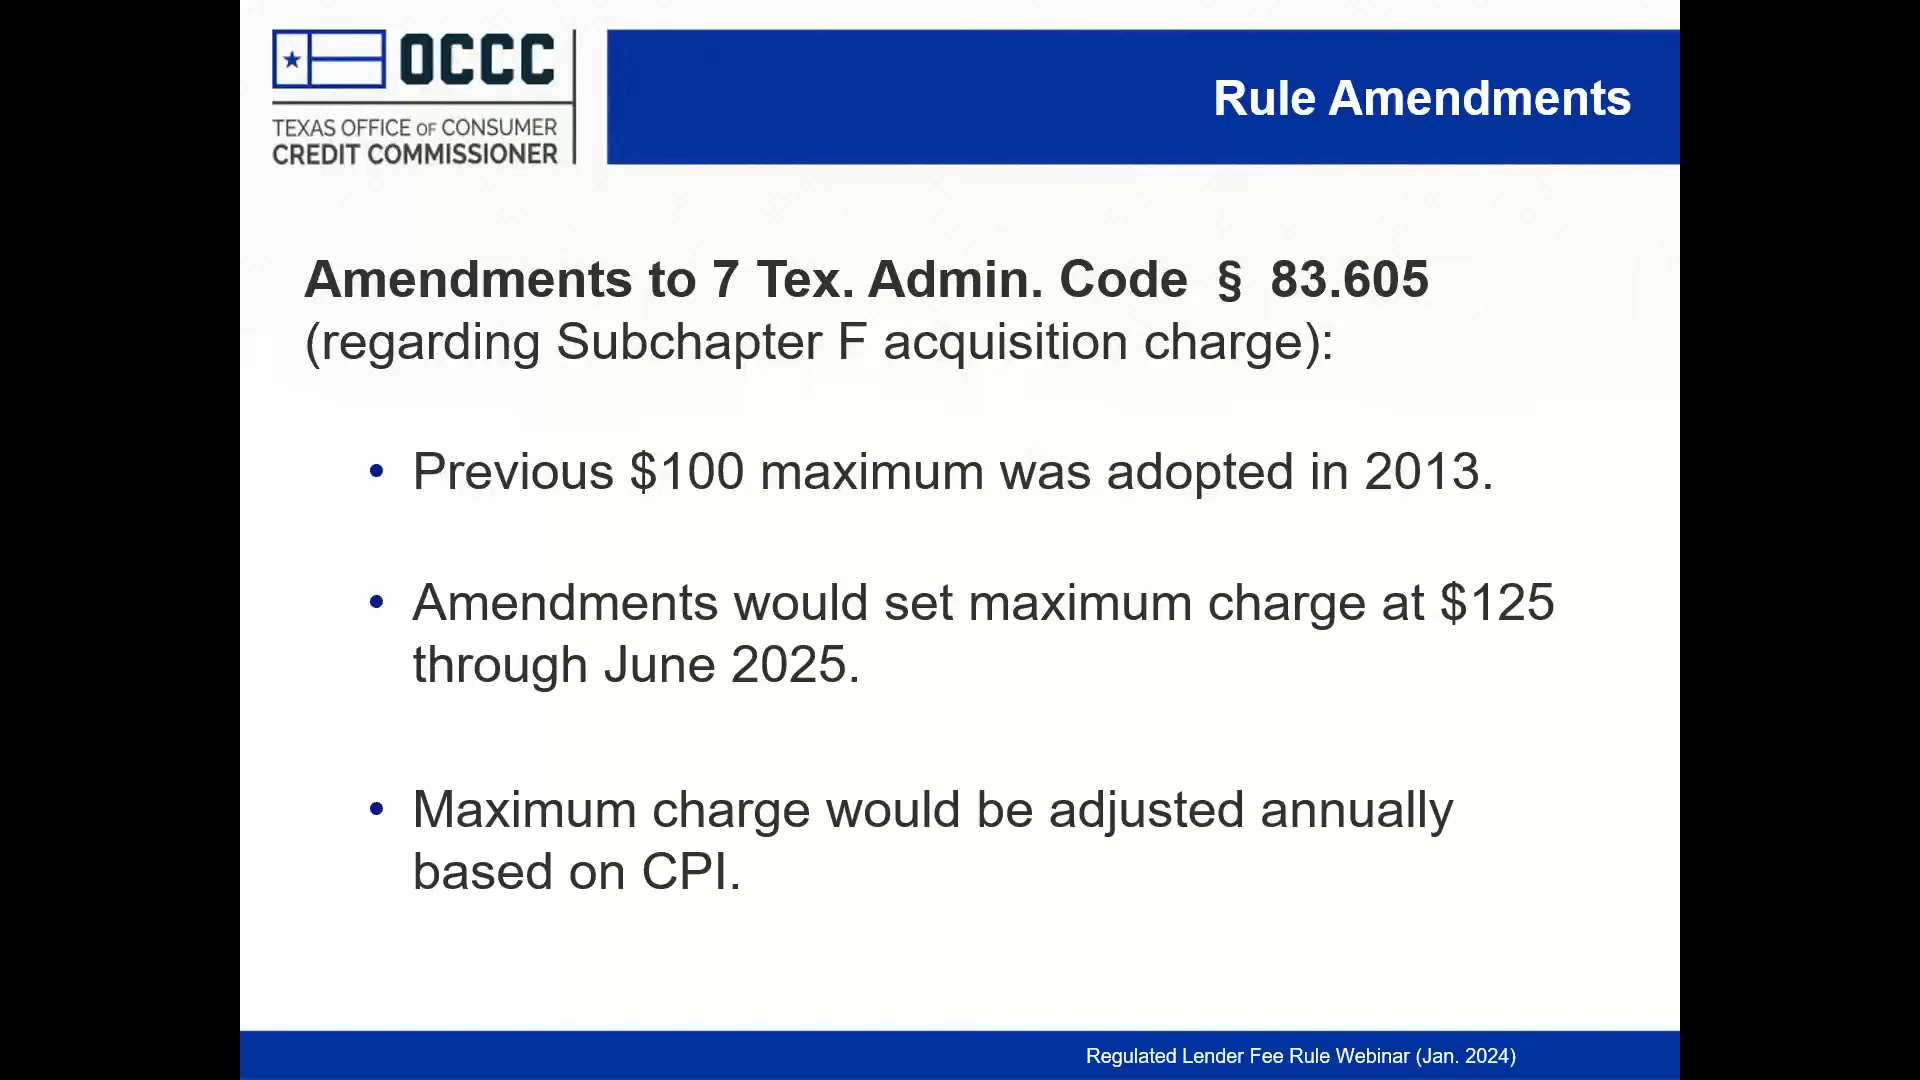 OCCC
TEXAS OFFICE OF CONSUMER
CREDIT COMMISSIONER
Rule Amendments
Amendments to 7 Tex. Admin. Code § 83.605
(regarding Subchapter F acquisition charge):
• Previous $100 maximum was adopted in 2013.
• Amendments would set maximum charge at $125
through June 2025.
• Maximum charge would be adjusted annually
based on CPI.
Regulated Lender Fee Rule Webinar (Jan. 2024)